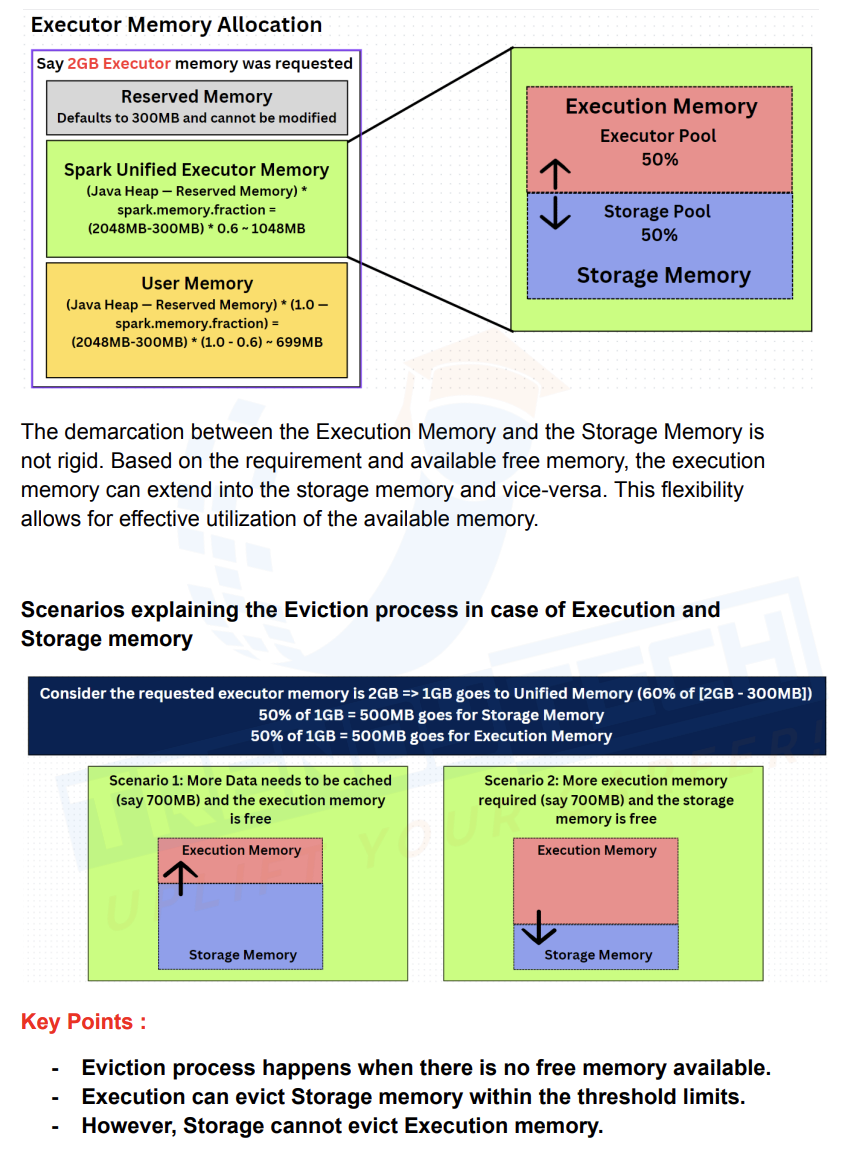 Executor Memory Allocation
Say 2GB Executor memory was requested
Reserved Memory
Defaults to 300MB and cannot be modified
Spark Unified Executor Memory
(Java Heap – Reserved Memory) *
spark.memory.fraction =
(2048MB-300MB) * 0.6 ~ 1048MB
User Memory
(Java Heap – Reserved Memory) * (1.0 –
spark.memory.fraction) =
(2048MB-300MB) * (1.0 - 0.6) ~ 699MB
Execution Memory
Executor Pool
50%
Storage Pool
50%
Storage Memory
The demarcation between the Execution Memory and the Storage Memory is
not rigid. Based on the requirement and available free memory, the execution
memory can extend into the storage memory and vice-versa. This flexibility
allows for effective utilization of the available memory.
Scenarios explaining the Eviction process in case of Execution and
Storage memory
Consider the requested executor memory is 2GB => 1GB goes to Unified Memory (60% of [2GB - 300MB])
50% of 1GB = 500MB goes for Storage Memory
50% of 1GB = 500MB goes for Execution Memory
Scenario 1: More Data needs to be cached
(say 700MB) and the execution memory
is free
Execution Memory
Storage Memory
Scenario 2: More execution memory
required (say 700MB) and the storage
memory is free
Execution Memory
Storage Memory
TRENDYTECH
UPLIFT YOUR CAREER!
Key Points :
- Eviction process happens when there is no free memory available.
- Execution can evict Storage memory within the threshold limits.
- However, Storage cannot evict Execution memory.